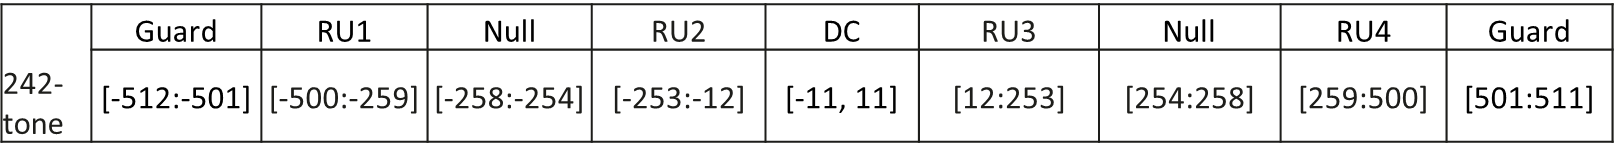 Guard RU1 Null RU2 DC RU3 Null RU4 Guard
242-
tone
[-512:-501] [-500:-259] [-258:-254] [-253:-12] [-11, 11] [12:253] [254:258] [259:500] [501:511]